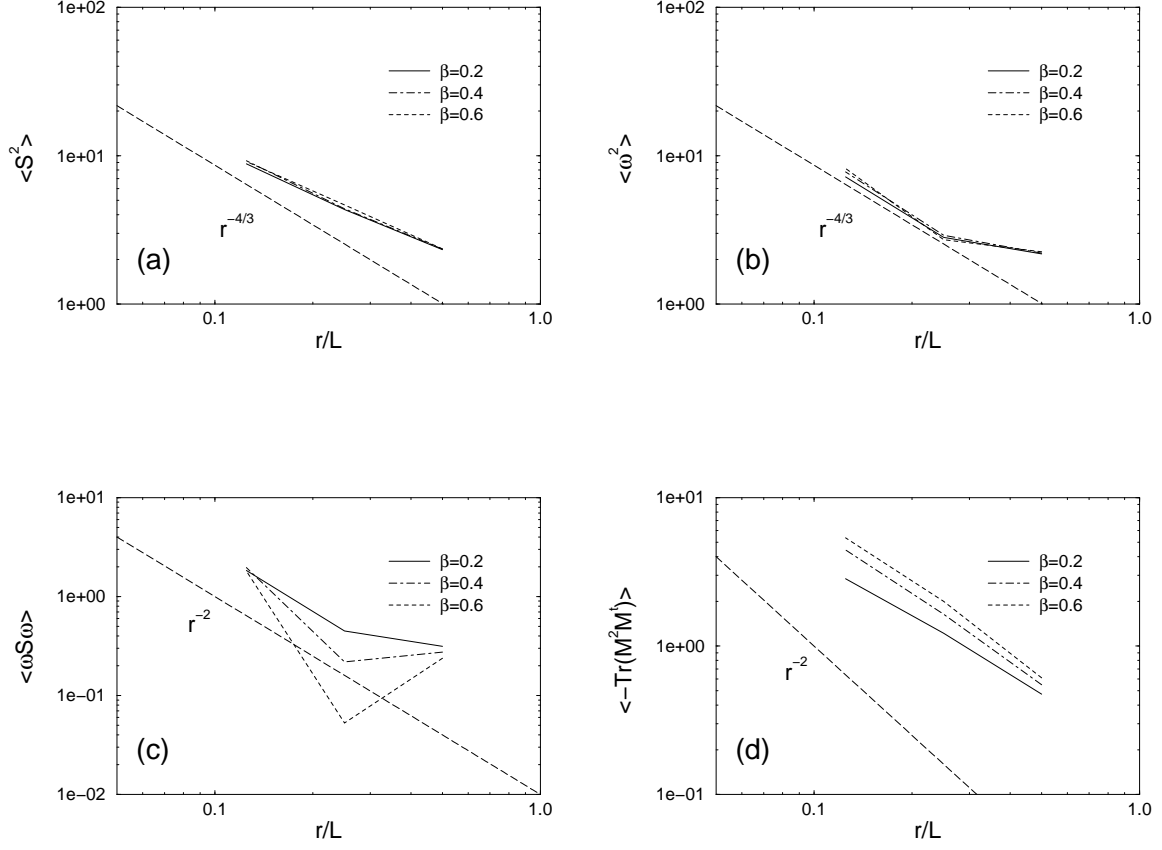 1e+02
β=0.2
β=0.4
β=0.6
<S²>
1e+01
r⁻⁴/³
(a)
1e+00
0.1
1.0
r/L
1e+02
β=0.2
β=0.4
β=0.6
<ω²>
1e+01
r⁻⁴/³
(b)
1e+00
0.1
1.0
r/L
1e+01
β=0.2
β=0.4
β=0.6
1e+00
r⁻²
<ωSω>
1e-01
(c)
1e-02
0.1
1.0
r/L
1e+01
β=0.2
β=0.4
β=0.6
<-Tr(M²Mᵗ)>
1e+00
r⁻²
(d)
1e-01
0.1
1.0
r/L